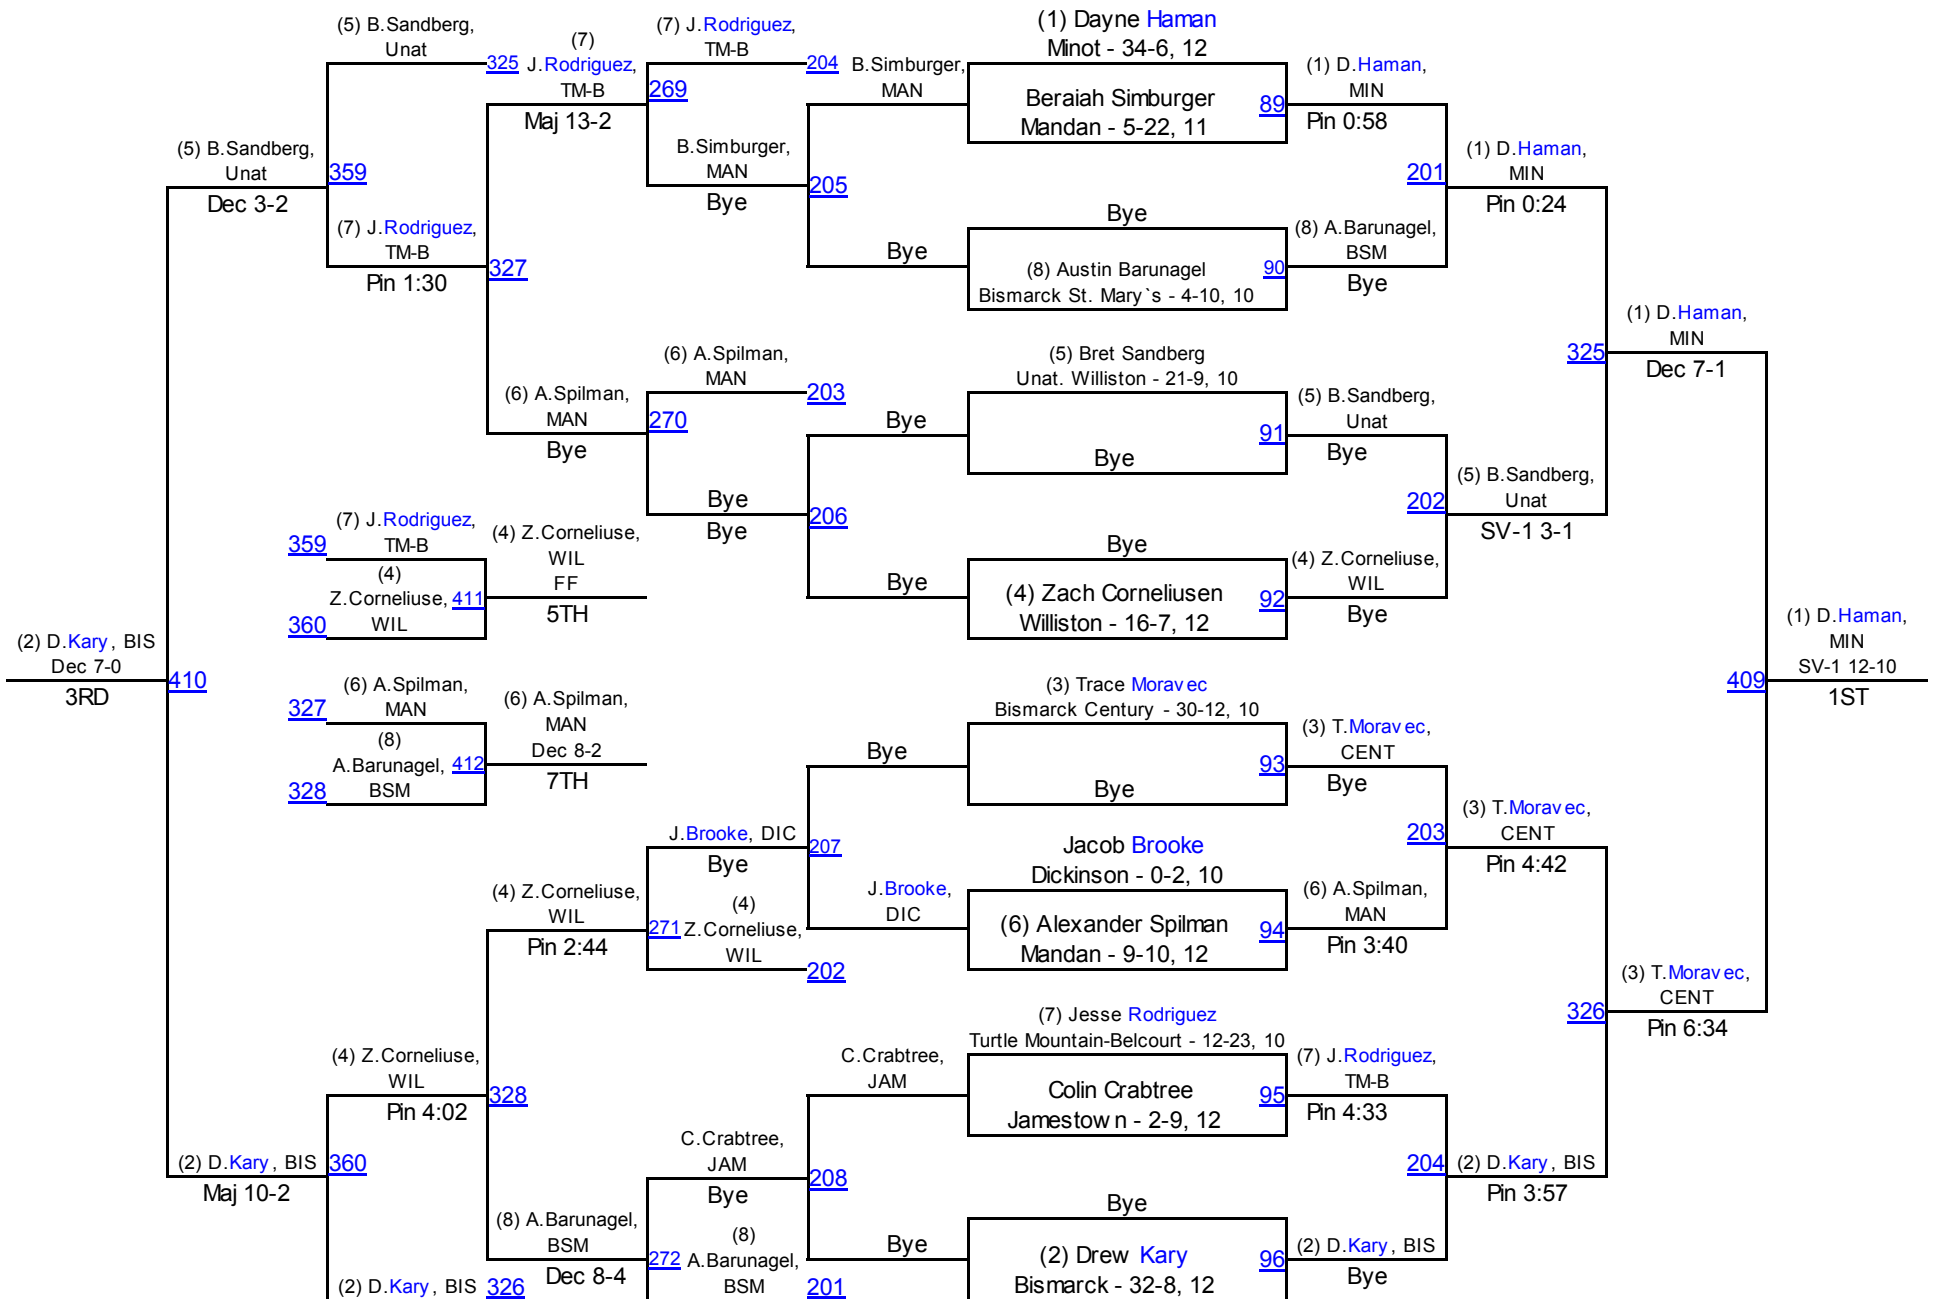 (5) B.Sandberg,
Unat
325
(7)
J.Rodriguez,
TM-B
Maj 13-2
(7) J.Rodriguez,
TM-B
204
269
B.Simburger,
MAN
Bye
205
B.Simburger,
MAN
(1) Dayne Haman
Minot - 34-6, 12
Beraiah Simburger
Mandan - 5-22, 11
89
(1) D.Haman,
MIN
Pin 0:58
201
(1) D.Haman,
MIN
Pin 0:24
(5) B.Sandberg,
Unat
Dec 3-2
359
(7) J.Rodriguez,
TM-B
Pin 1:30
327
Bye
Bye
(8) Austin Barunagel
Bismarck St. Mary`s - 4-10, 10
90
(8) A.Barunagel,
BSM
Bye
325
(1) D.Haman,
MIN
Dec 7-1
(6) A.Spilman,
MAN
Bye
270
(6) A.Spilman,
MAN
203
Bye
Bye
206
Bye
(5) Bret Sandberg
Unat. Williston - 21-9, 10
Bye
91
(5) B.Sandberg,
Unat
Bye
202
(5) B.Sandberg,
Unat
SV-1 3-1
359
(7) J.Rodriguez,
TM-B
(4)
Z.Corneliuse,
WIL
360
411
(4) Z.Corneliuse,
WIL
FF
5TH
Bye
Bye
(4) Zach Corneliusen
Williston - 16-7, 12
92
(4) Z.Corneliuse,
WIL
Bye
(2) D.Kary, BIS
Dec 7-0
3RD
410
409
(1) D.Haman,
MIN
SV-1 12-10
1ST
327
(6) A.Spilman,
MAN
(8)
A.Barunagel,
BSM
328
412
(6) A.Spilman,
MAN
Dec 8-2
7TH
Bye
(3) Trace Moravec
Bismarck Century - 30-12, 10
Bye
93
(3) T.Moravec,
CENT
Bye
203
(3) T.Moravec,
CENT
Pin 4:42
J.Brooke, DIC
Bye
207
J.Brooke,
DIC
Jacob Brooke
Dickinson - 0-2, 10
(6) Alexander Spilman
Mandan - 9-10, 12
94
(6) A.Spilman,
MAN
Pin 3:40
(4) Z.Corneliuse,
WIL
Pin 2:44
271
(4)
Z.Corneliuse,
WIL
202
326
(3) T.Moravec,
CENT
Pin 6:34
(4) Z.Corneliuse,
WIL
Pin 4:02
328
C.Crabtree,
JAM
(7) Jesse Rodriguez
Turtle Mountain-Belcourt - 12-23, 10
Colin Crabtree
Jamestown - 2-9, 12
95
(7) J.Rodriguez,
TM-B
Pin 4:33
204
(2) D.Kary, BIS
Pin 3:57
(2) D.Kary, BIS
Maj 10-2
360
C.Crabtree,
JAM
Bye
208
Bye
Bye
(2) Drew Kary
Bismarck - 32-8, 12
96
(2) D.Kary, BIS
Bye
(8) A.Barunagel,
BSM
Dec 8-4
272
(8)
A.Barunagel,
BSM
201
(2) D.Kary, BIS
326